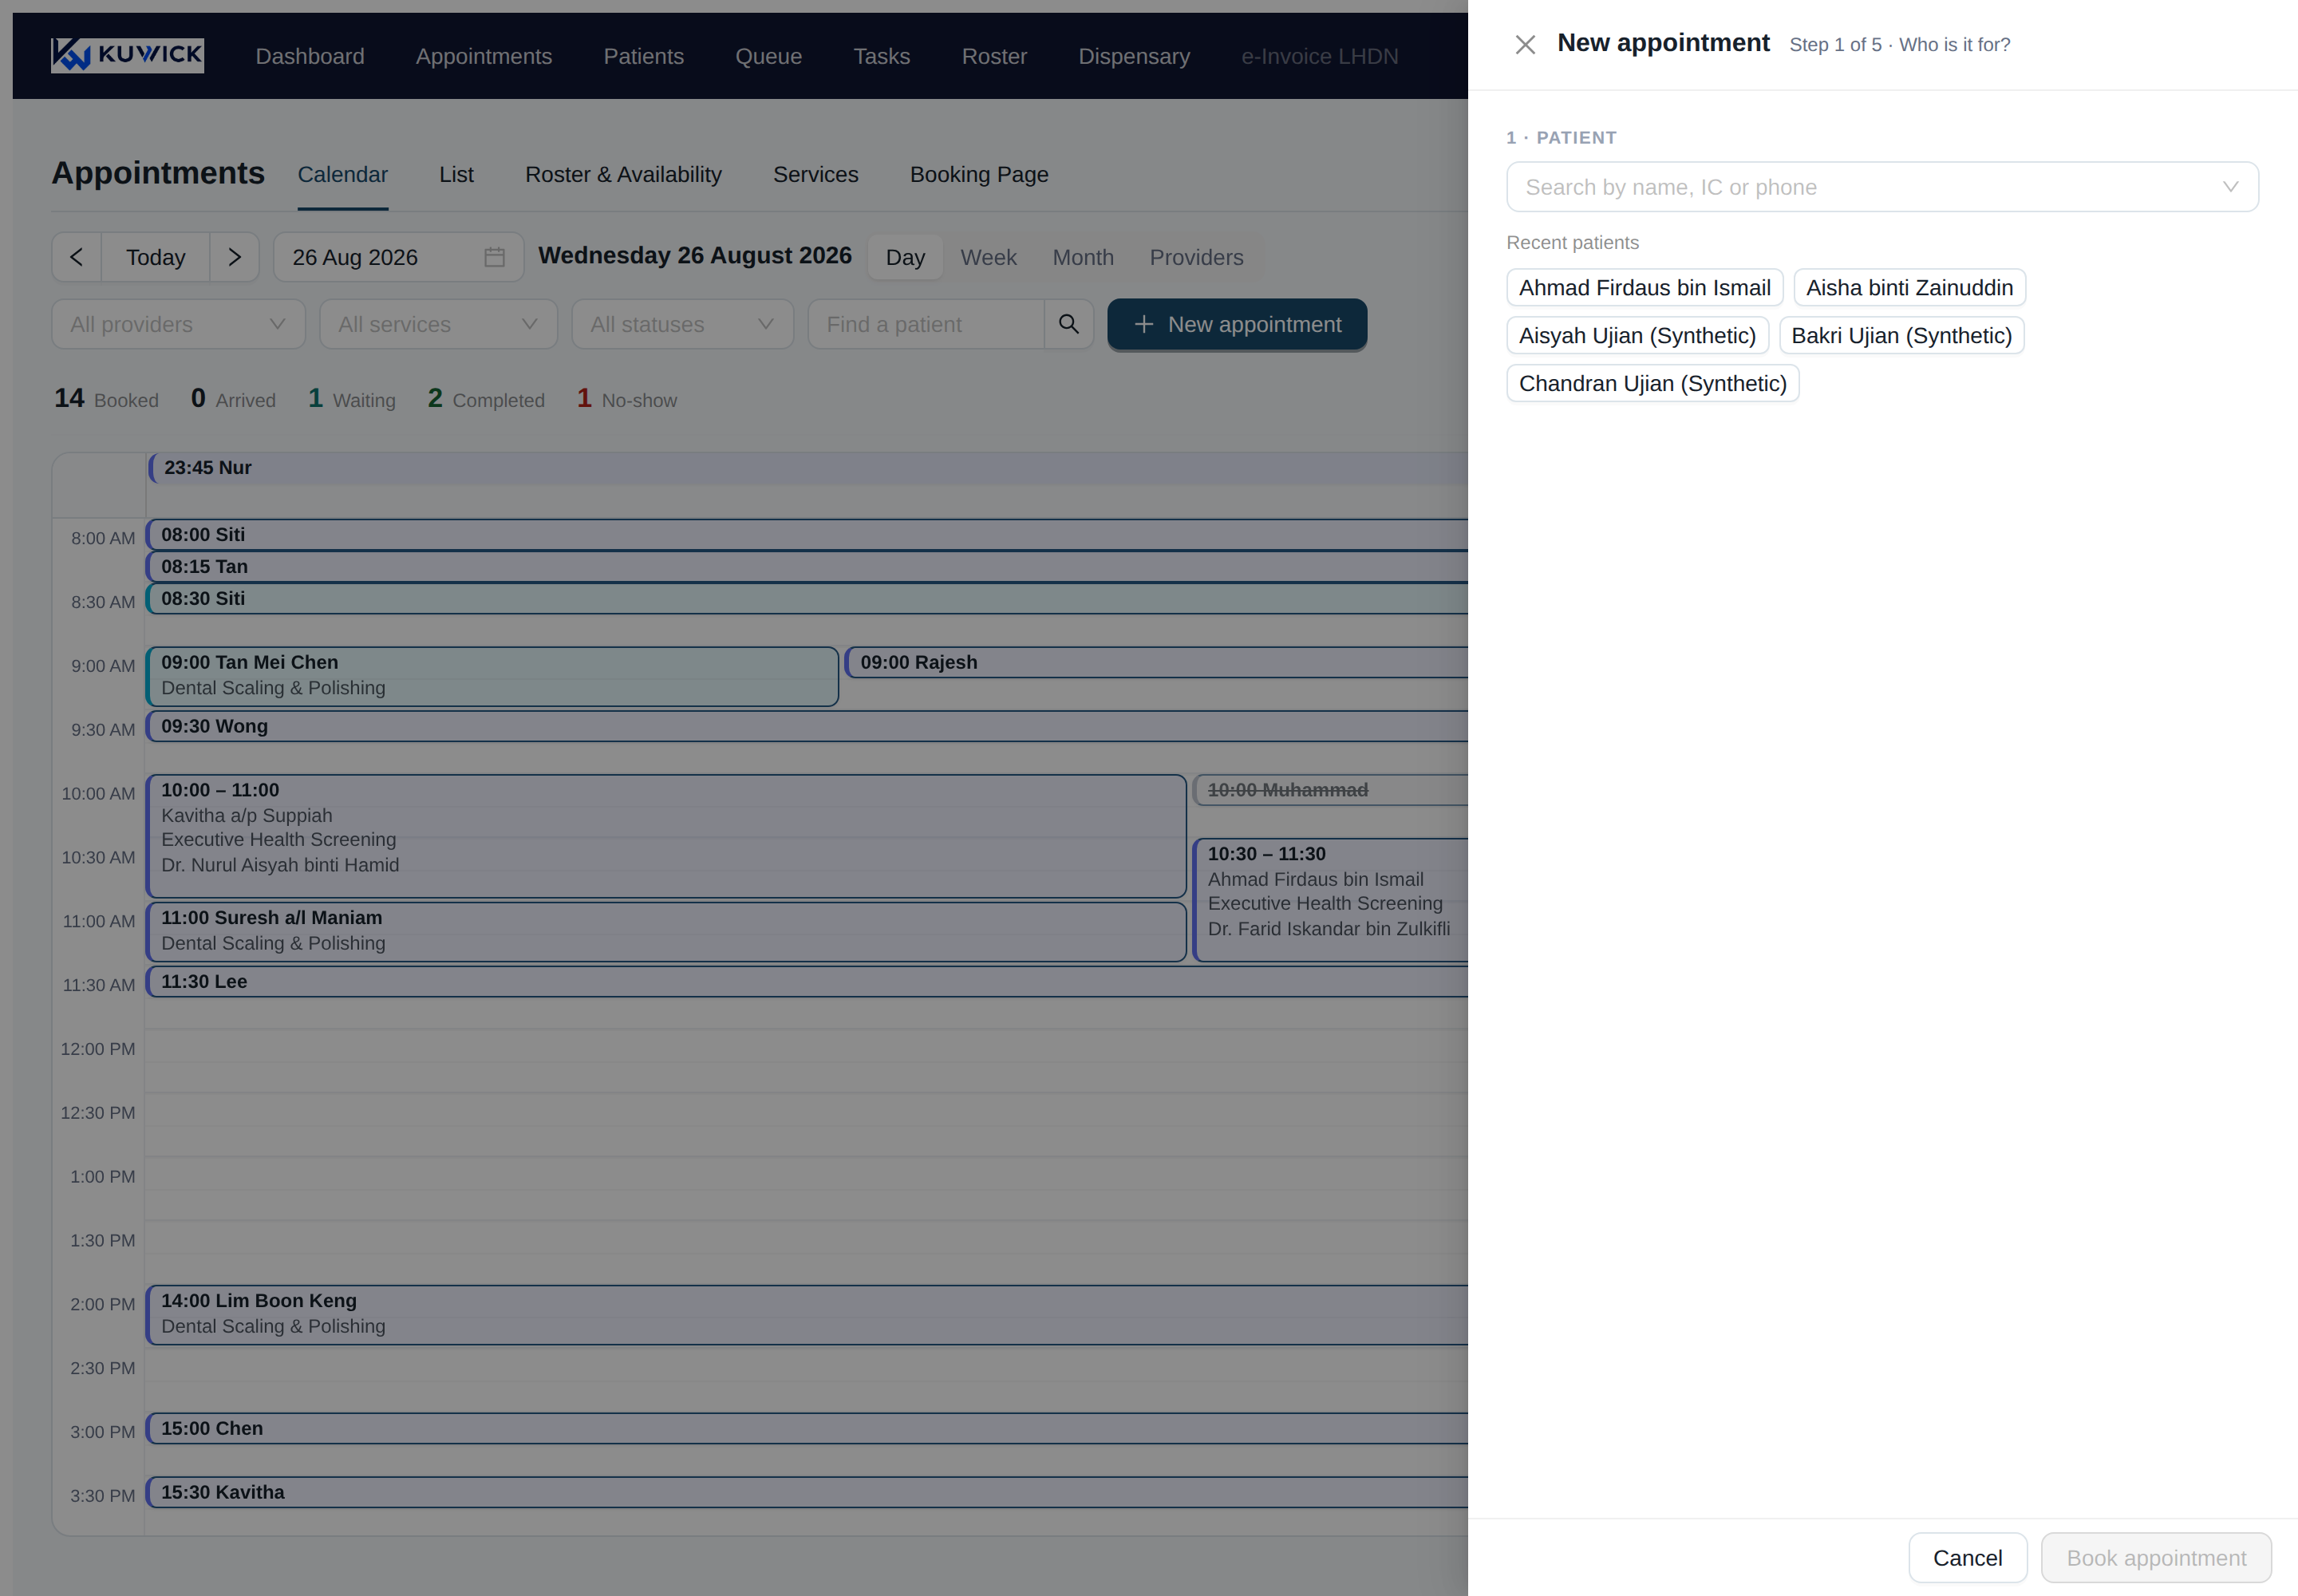 KUWICK
Dashboard Appointments Patients Queue Tasks Roster Dispensary e-Invoice LHDN
Appointments Calendar List Roster & Availability Services Booking Page
Today 26 Aug 2026 Wednesday 26 August 2026 Day Week Month Providers
All providers All services All statuses Find a patient New appointment
14 Booked 0 Arrived 1 Waiting 2 Completed 1 No-show
23:45 Nur
8:00 AM 08:00 Siti
08:15 Tan
8:30 AM 08:30 Siti
9:00 AM 09:00 Tan Mei Chen 09:00 Rajesh
Dental Scaling & Polishing
9:30 AM 09:30 Wong
10:00 AM 10:00 – 11:00 10:00 Muhammad
Kavitha a/p Suppiah
Executive Health Screening
10:30 AM Dr. Nurul Aisyah binti Hamid
10:30 – 11:30
Ahmad Firdaus bin Ismail
Executive Health Screening
Dr. Farid Iskandar bin Zulkifli
11:00 AM 11:00 Suresh a/l Maniam
Dental Scaling & Polishing
11:30 AM 11:30 Lee
12:00 PM
12:30 PM
1:00 PM
1:30 PM
2:00 PM 14:00 Lim Boon Keng
Dental Scaling & Polishing
2:30 PM
3:00 PM 15:00 Chen
3:30 PM 15:30 Kavitha
New appointment Step 1 of 5 · Who is it for?
1 · PATIENT
Search by name, IC or phone
Recent patients
Ahmad Firdaus bin Ismail Aisha binti Zainuddin
Aisyah Ujian (Synthetic) Bakri Ujian (Synthetic)
Chandran Ujian (Synthetic)
Cancel Book appointment